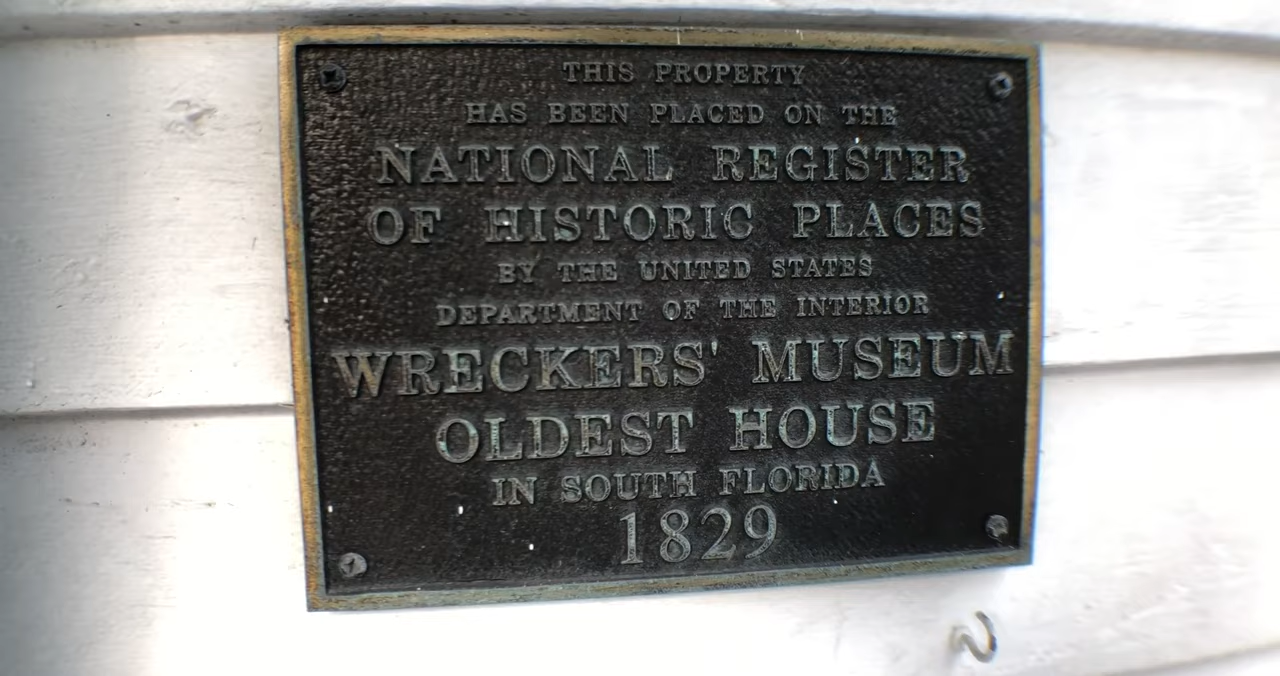 THIS PROPERTY
HAS BEEN PLACED ON THE
NATIONAL REGISTER
OF HISTORIC PLACES
BY THE UNITED STATES
DEPARTMENT OF THE INTERIOR
WRECKERS' MUSEUM
OLDEST HOUSE
IN SOUTH FLORIDA
1829